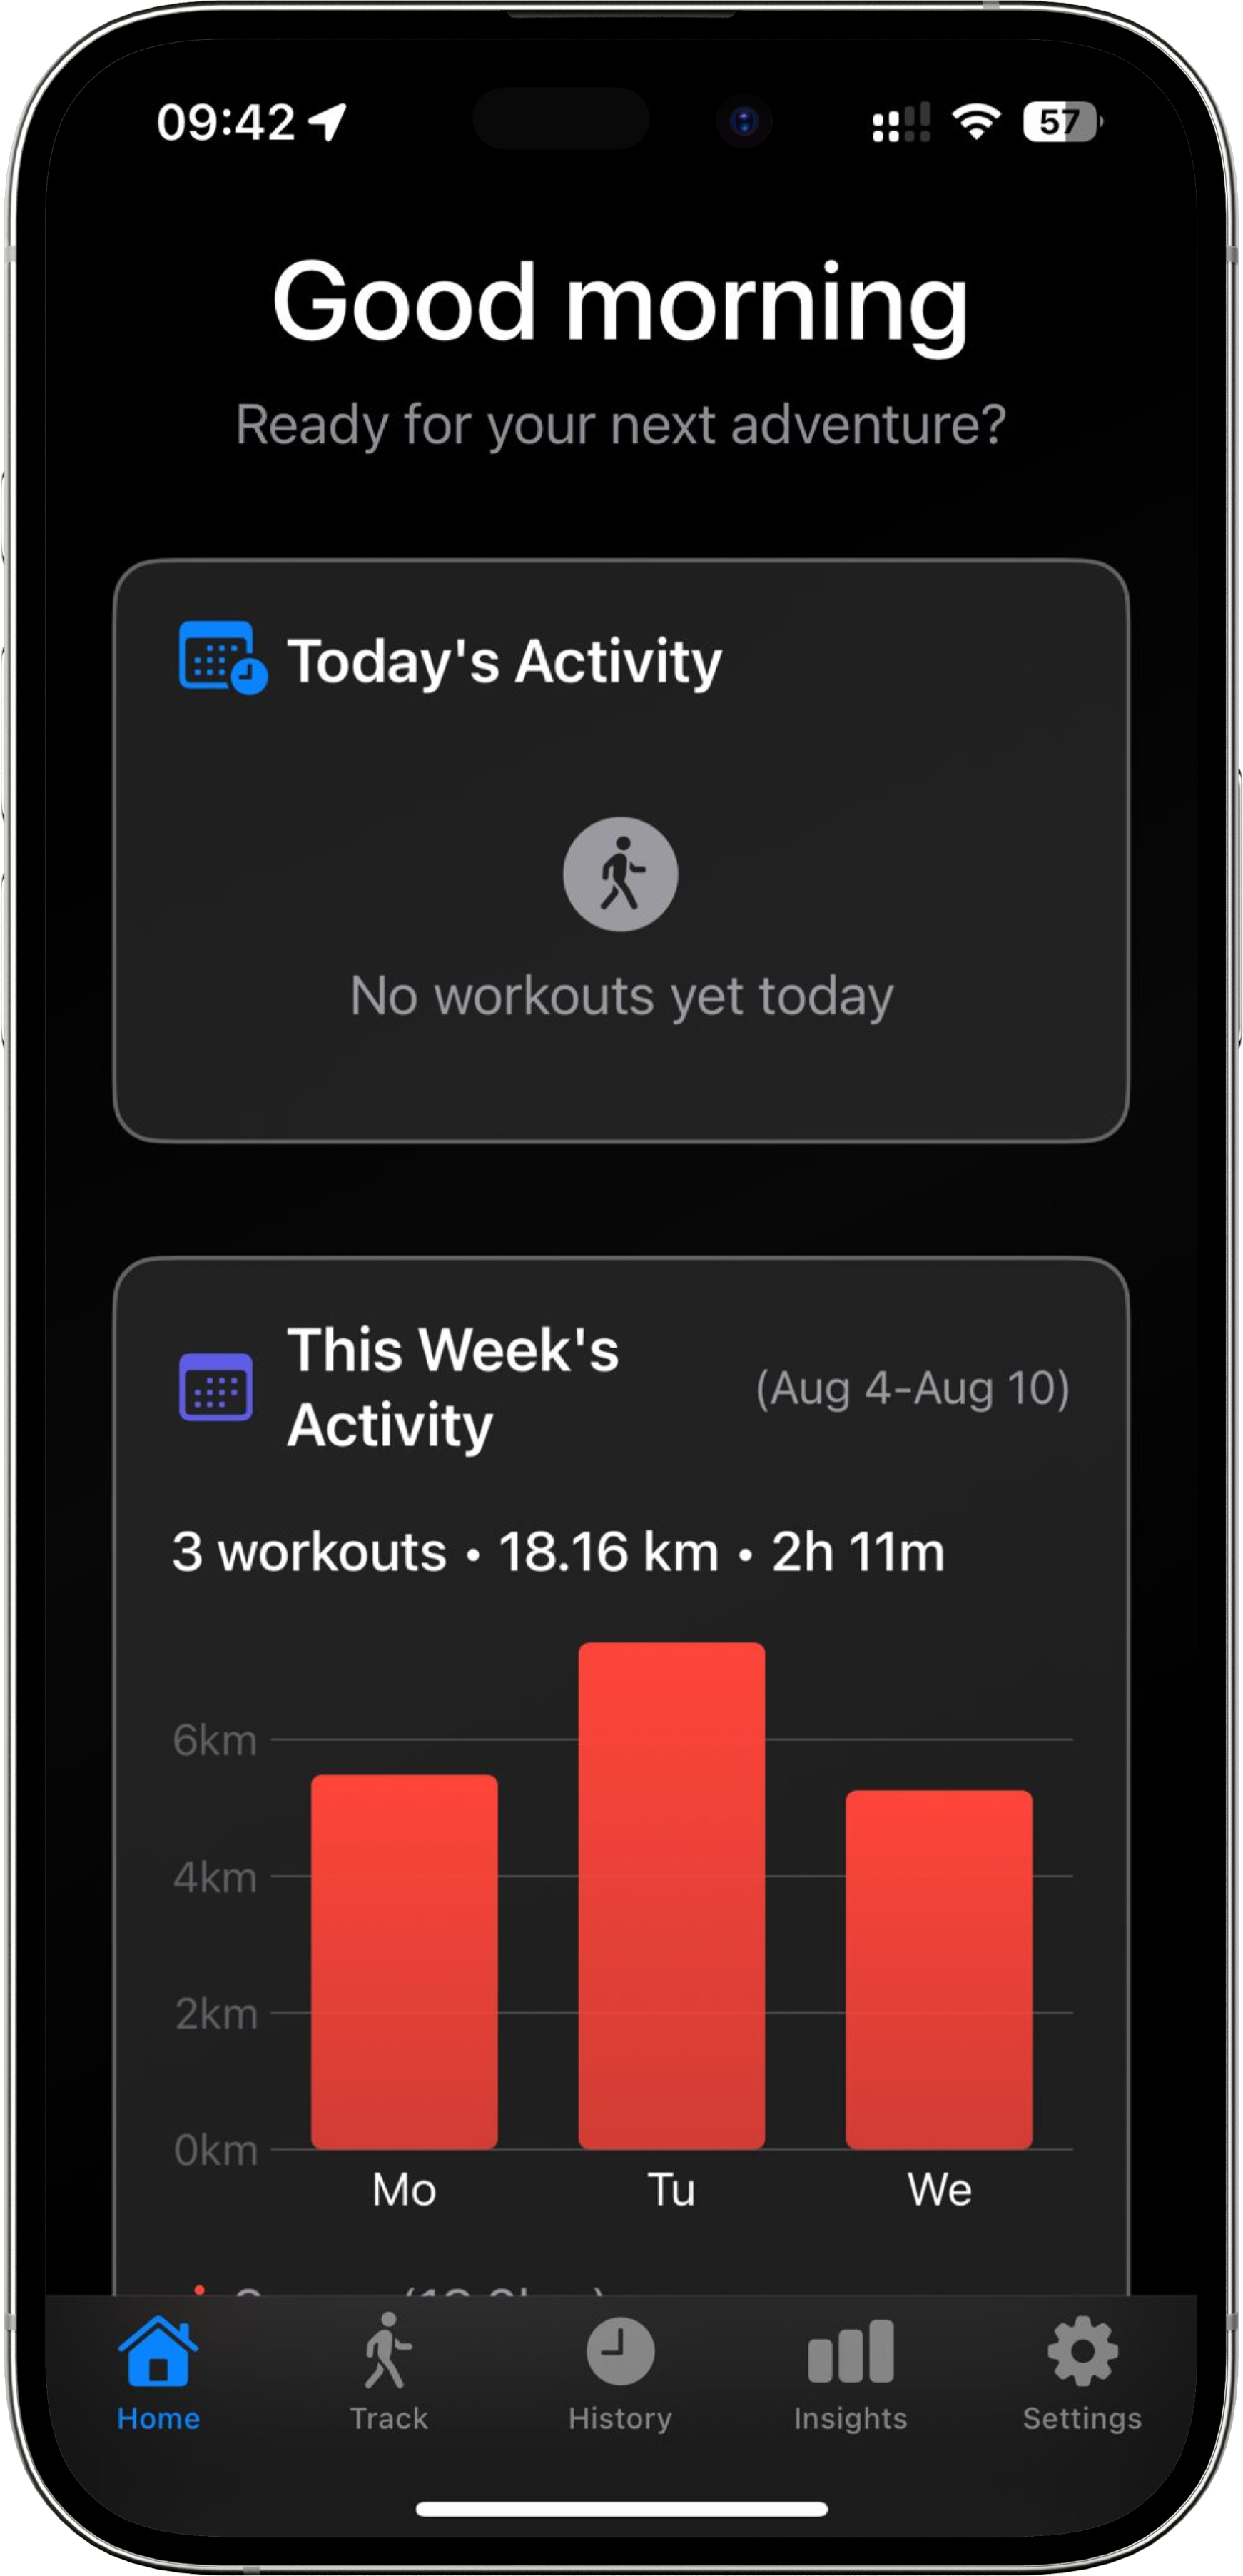 09:42
57
Good morning
Ready for your next adventure?
Today's Activity
No workouts yet today
This Week's
Activity
(Aug 4-Aug 10)
3 workouts • 18.16 km • 2h 11m
6km
4km
2km
0km
Mo Tu We
Home Track History Insights Settings